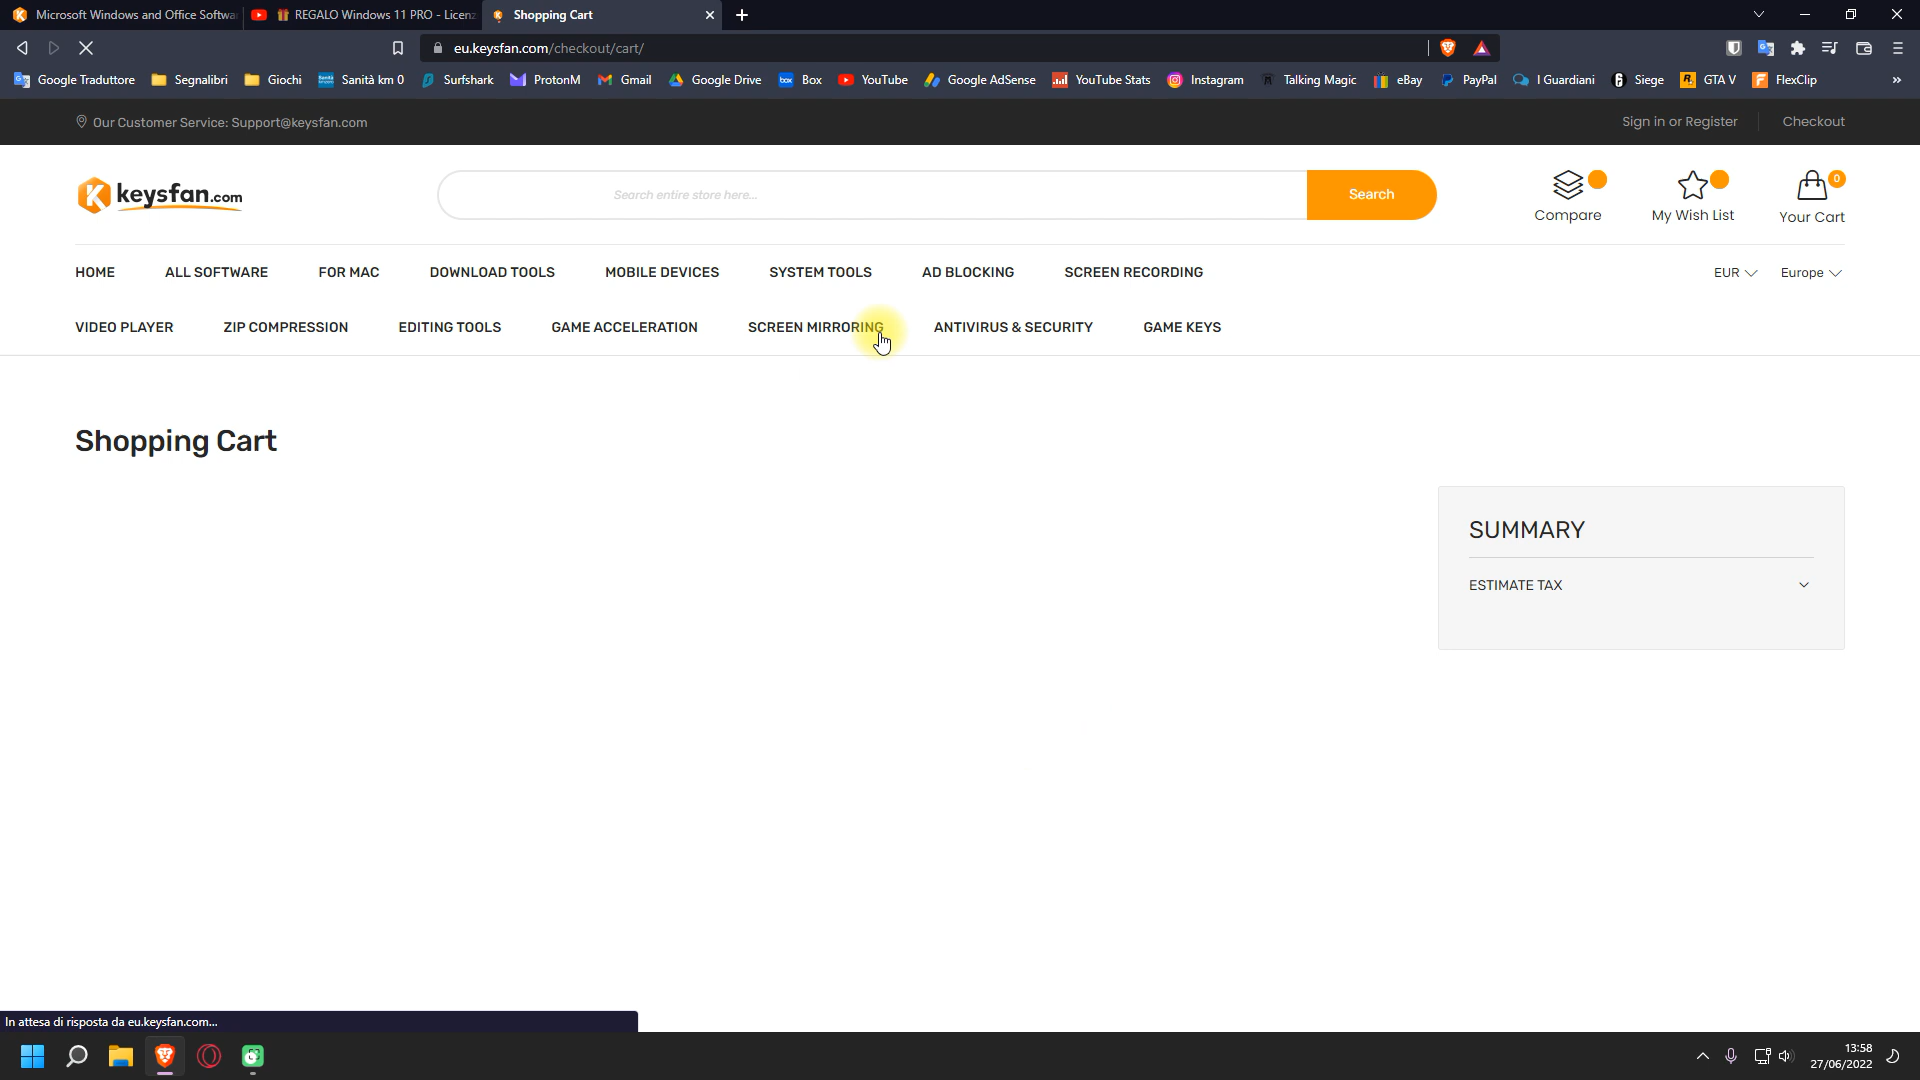 Microsoft Windows and Office Softwa
REGALO Windows 11 PRO - Licenz
Shopping Cart
eu.keysfan.com/checkout/cart/
Google Traduttore
Segnalibri
Giochi
Sanità km 0
Surfshark
ProtonM
Gmail
Google Drive
Box
YouTube
Google AdSense
YouTube Stats
Instagram
Talking Magic
eBay
PayPal
I Guardiani
Siege
GTA V
FlexClip
»
Our Customer Service: Support@keysfan.com
Sign in or Register
Checkout
keysfan.com
Search entire store here...
Search
Compare
My Wish List
0
Your Cart
HOME
ALL SOFTWARE
FOR MAC
DOWNLOAD TOOLS
MOBILE DEVICES
SYSTEM TOOLS
AD BLOCKING
SCREEN RECORDING
EUR
Europe
VIDEO PLAYER
ZIP COMPRESSION
EDITING TOOLS
GAME ACCELERATION
SCREEN MIRRORING
ANTIVIRUS & SECURITY
GAME KEYS
Shopping Cart
SUMMARY
ESTIMATE TAX
In attesa di risposta da eu.keysfan.com...
13:58
27/06/2022